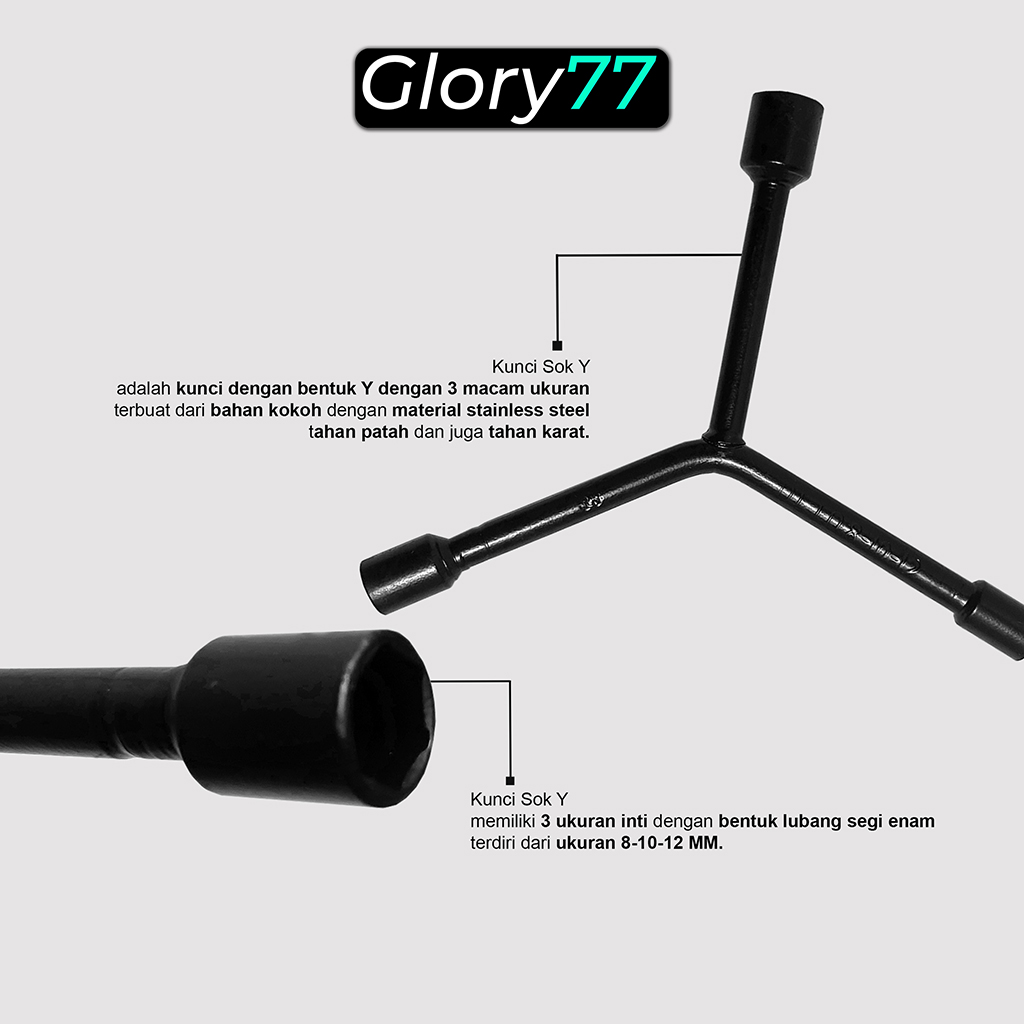 Glory77
Kunci Sok Y
adalah kunci dengan bentuk Y dengan 3 macam ukuran
terbuat dari bahan kokoh dengan material stainless steel
tahan patah dan juga tahan karat.
Kunci Sok Y
memiliki 3 ukuran inti dengan bentuk lubang segi enam
terdiri dari ukuran 8-10-12 MM.